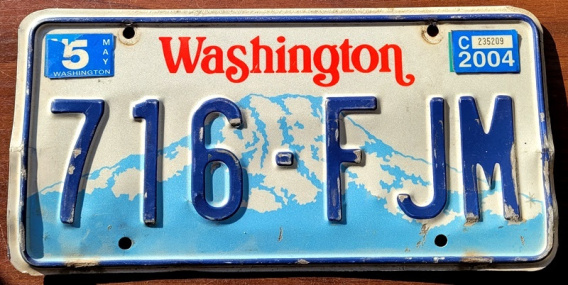 5 MAY
WASHINGTON
Washington
C 235209
2004
716-FJM